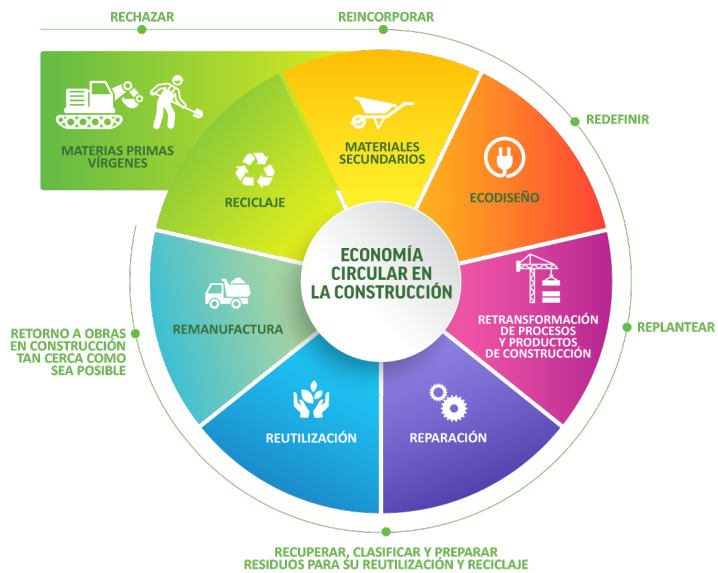 RECHAZAR
REINCORPORAR
MATERIAS PRIMAS
VÍRGENES
RECICLAJE
MATERIALES
SECUNDARIOS
REDEFINIR
ECODISEÑO
ECONOMÍA
CIRCULAR EN
LA CONSTRUCCIÓN
RETRANSFORMACIÓN
DE PROCESOS
Y PRODUCTOS
DE CONSTRUCCIÓN
REPLANTEAR
REMANUFACTURA
RETORNO A OBRAS
EN CONSTRUCCIÓN
TAN CERCA COMO
SEA POSIBLE
REUTILIZACIÓN
REPARACIÓN
RECUPERAR, CLASIFICAR Y PREPARAR
RESIDUOS PARA SU REUTILIZACIÓN Y RECICLAJE